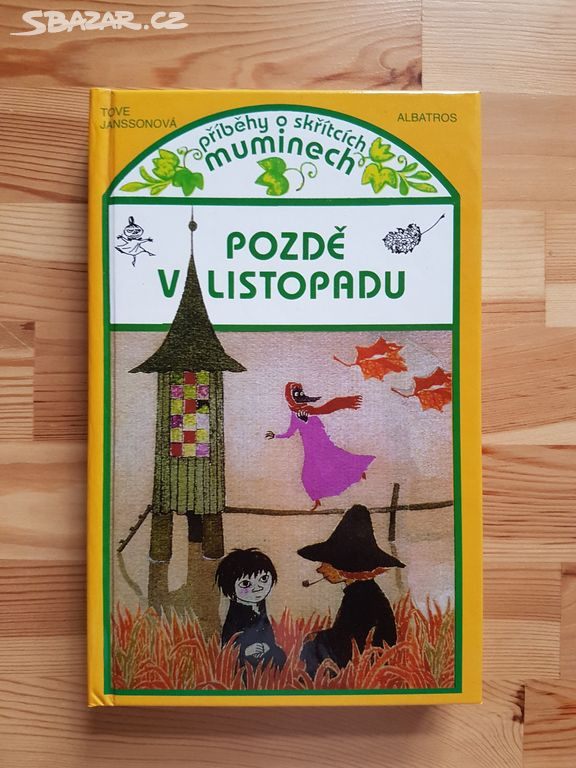 SBAZAR.CZ
TOVE
JANSSONOVÁ
ALBATROS
příběhy o skřítcích
muminech
POZDĚ
V LISTOPADU